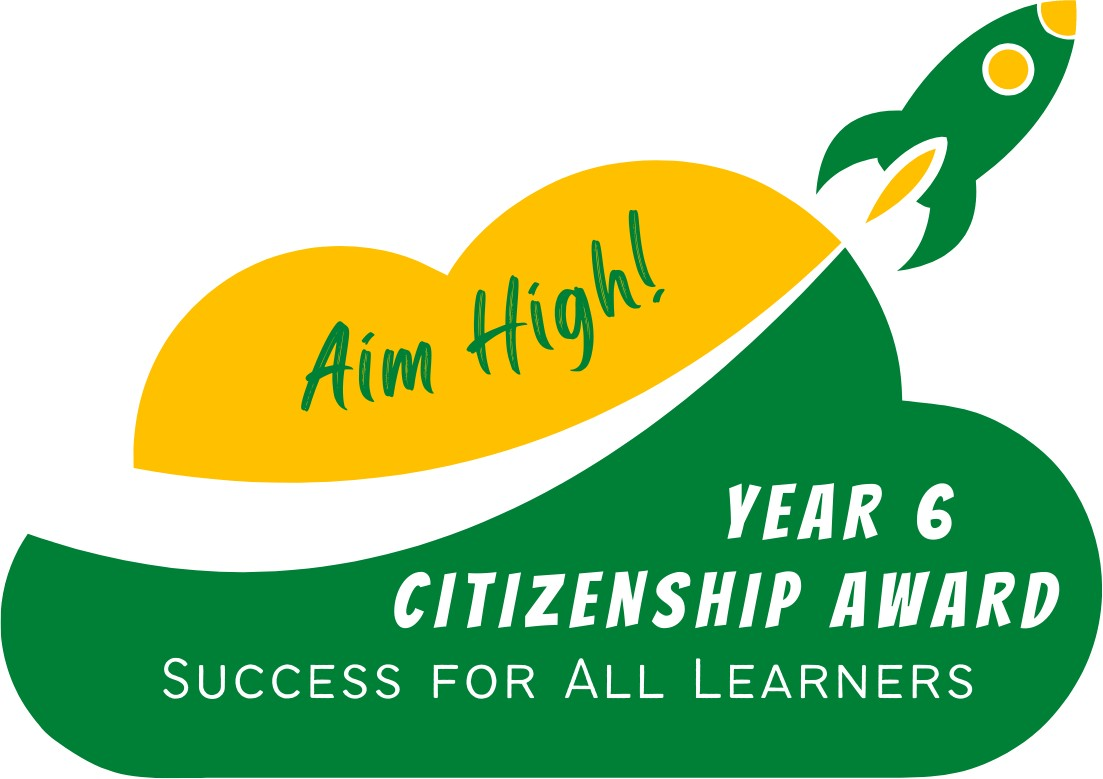 Aim High!
YEAR 6
CITIZENSHIP AWARD
Success for All Learners